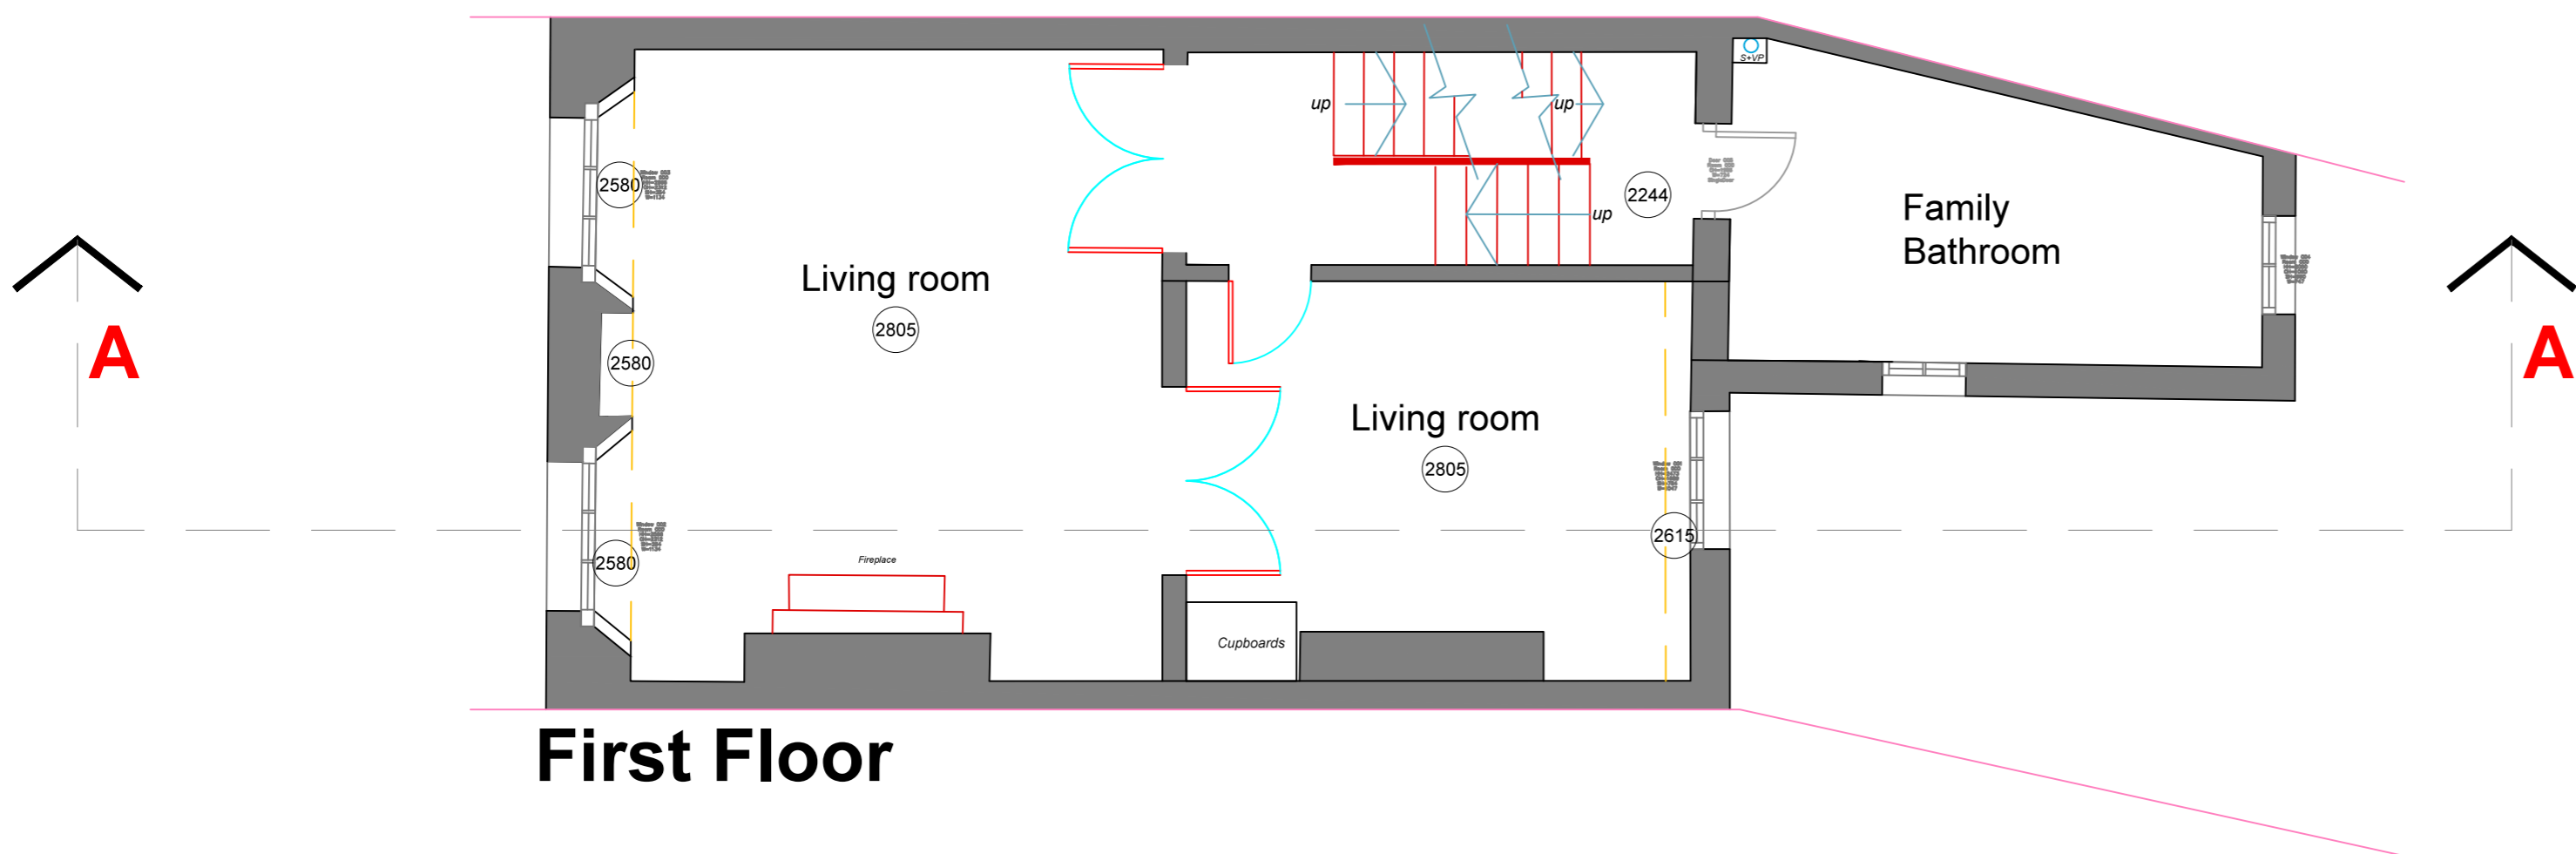 S+VP
up
up
2580
2244
up
Family
Bathroom
Living room
2805
A
A
2580
Living room
2805
2615
2580
Fireplace
Cupboards
First Floor